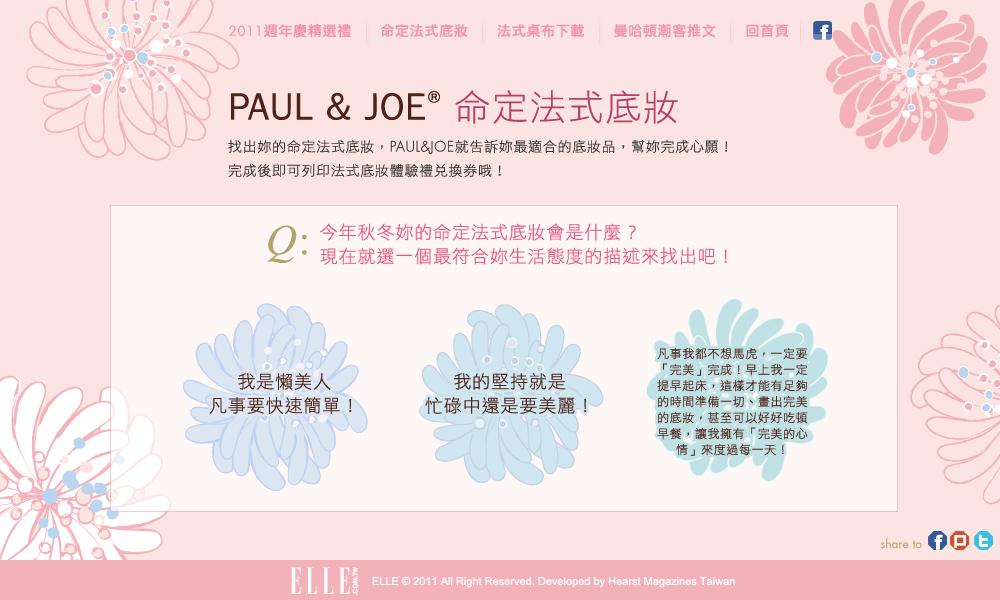 2011週年慶精選禮 命定法式底妝 法式桌布下載 曼哈頓潮客推文 回首頁 f
PAUL & JOE® 命定法式底妝
找出妳的命定法式底妝，PAUL&JOE就告訴妳最適合的底妝品，幫妳完成心願！
完成後即可列印法式底妝體驗禮兌換券哦！
Q: 今年秋冬妳的命定法式底妝會是什麼？
現在就選一個最符合妳生活態度的描述來找出吧！
我是懶美人
凡事要快速簡單！
我的堅持就是
忙碌中還是要美麗！
凡事我都不想馬虎，一定要
「完美」完成！早上我一定
提早起床，這樣才能有足夠
的時間準備一切、畫出完美
的底妝，甚至可以好好吃頓
早餐，讓我擁有「完美的心
情」來度過每一天！
share to f t
ELLE.COM.TW ELLE © 2011 All Right Reserved. Developed by Hearst Magazines Taiwan